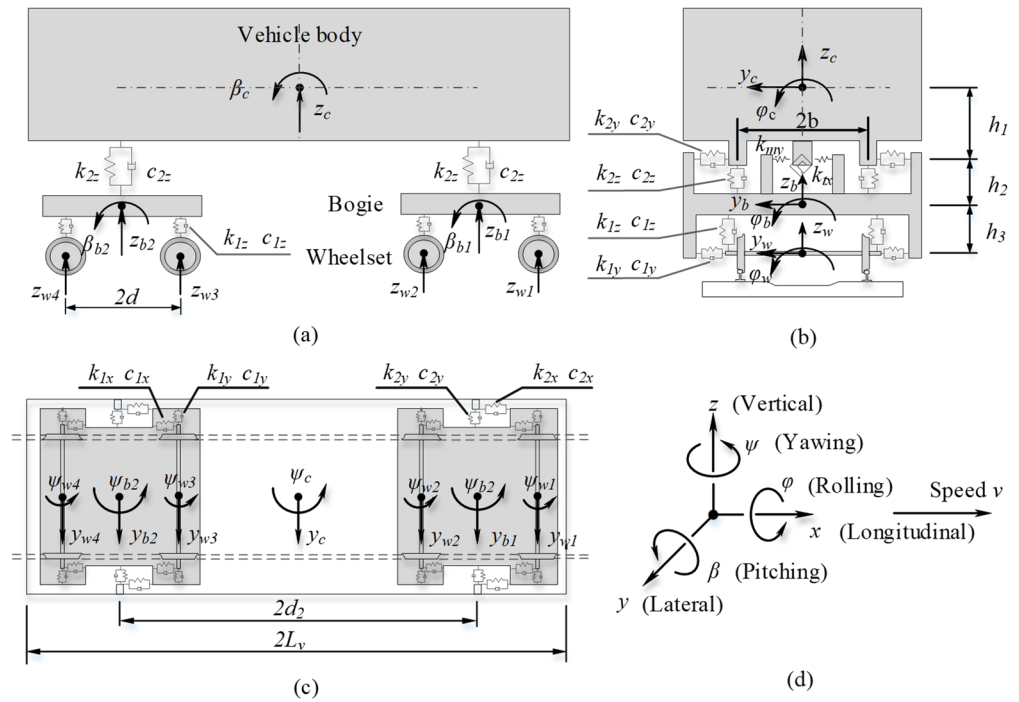 Vehicle body
βc
zc
k2z c2z
k2z c2z
Bogie
βb2 zb2
βb1 zb1
k1z c1z
Wheelset
zw4 zw3 zw2 zw1
2d
(a)
zc
yc
φc
2b
k2y c2y
kmv
k2z c2z
zb
ktx
yb
φb
k1z c1z
zw
yw
k1y c1y
φw
h1
h2
h3
(b)
k1x c1x k1y c1y k2y c2y k2x c2x
ψw4 ψb2 ψw3 ψc ψw2 ψb2 ψw1
yw4 yb2 yw3 yc yw2 yb1 yw1
2d2
2Lv
(c)
z (Vertical)
ψ (Yawing)
φ (Rolling)
Speed v
x (Longitudinal)
β (Pitching)
y (Lateral)
(d)